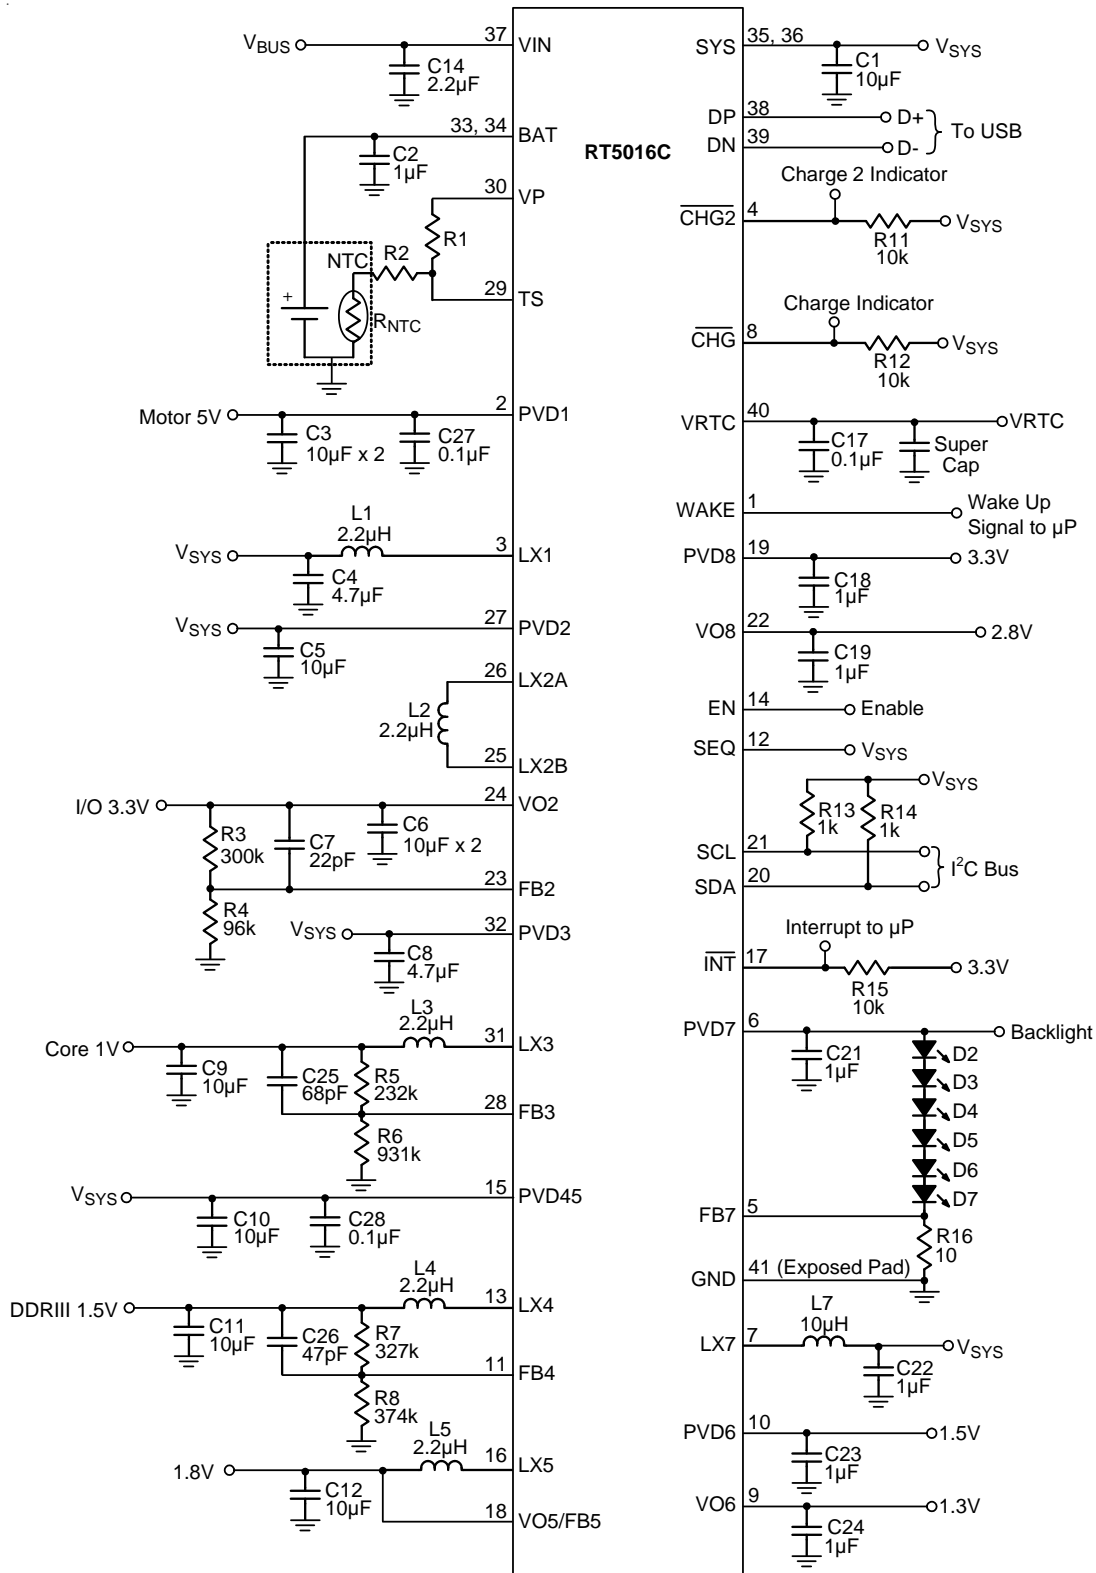 RT5016C
V_BUS
37
VIN
C14
2.2µF
33, 34
BAT
C2
1µF
30
VP
R1
NTC
R2
29
TS
+
R_NTC
Motor 5V
2
PVD1
C3
10µF x 2
C27
0.1µF
L1
2.2µH
V_SYS
3
LX1
C4
4.7µF
V_SYS
27
PVD2
C5
10µF
26
LX2A
L2
2.2µH
25
LX2B
I/O 3.3V
24
VO2
R3
300k
C7
22pF
C6
10µF x 2
23
FB2
R4
96k
V_SYS
32
PVD3
C8
4.7µF
L3
2.2µH
Core 1V
31
LX3
C9
10µF
C25
68pF
R5
232k
28
FB3
R6
931k
V_SYS
15
PVD45
C10
10µF
C28
0.1µF
L4
2.2µH
DDRIII 1.5V
13
LX4
C11
10µF
C26
47pF
R7
327k
11
FB4
R8
374k
L5
2.2µH
1.8V
16
LX5
C12
10µF
18
VO5/FB5
SYS
35, 36
V_SYS
C1
10µF
DP
38
D+
To USB
DN
39
D-
Charge 2 Indicator
CHG2
4
V_SYS
R11
10k
Charge Indicator
CHG
8
V_SYS
R12
10k
VRTC
40
VRTC
C17
0.1µF
Super
Cap
WAKE
1
Wake Up
Signal to µP
PVD8
19
3.3V
C18
1µF
VO8
22
2.8V
C19
1µF
EN
14
Enable
SEQ
12
V_SYS
V_SYS
R13
1k
R14
1k
SCL
21
I²C Bus
SDA
20
Interrupt to µP
INT
17
3.3V
R15
10k
PVD7
6
Backlight
C21
1µF
D2
D3
D4
D5
D6
D7
FB7
5
R16
10
GND
41 (Exposed Pad)
L7
10µH
LX7
7
V_SYS
C22
1µF
PVD6
10
1.5V
C23
1µF
VO6
9
1.3V
C24
1µF